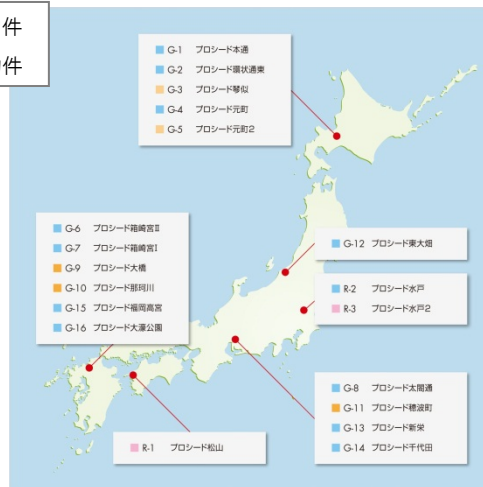 件
件
G-1 プロシード本通
G-2 プロシード環状通東
G-3 プロシード琴似
G-4 プロシード元町
G-5 プロシード元町2
G-6 プロシード箱崎宮Ⅱ
G-7 プロシード箱崎宮Ⅰ
G-9 プロシード大橋
G-10 プロシード那珂川
G-15 プロシード福岡高宮
G-16 プロシード大濠公園
G-12 プロシード東大畑
R-2 プロシード水戸
R-3 プロシード水戸2
G-8 プロシード太閤通
G-11 プロシード穂波町
G-13 プロシード新栄
G-14 プロシード千代田
R-1 プロシード松山